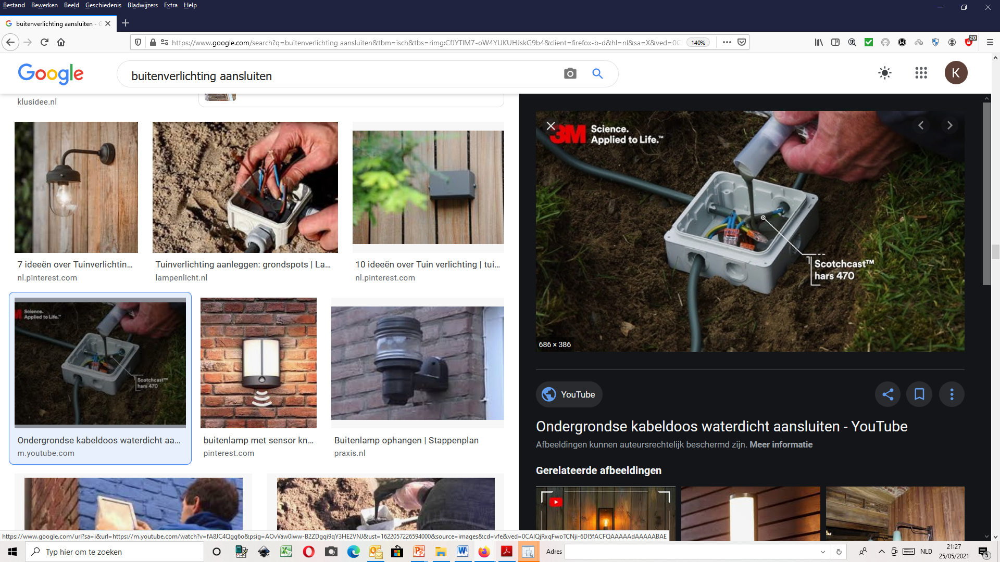 Bestand Bewerken Beeld Geschiedenis Bladwijzers Extra Help
buitenverlichting aansluiten - G
https://www.google.com/search?q=buitenverlichting aansluiten&tbm=isch&tbs=rimg:CfJYTIM7-oW4YUKUHJskG9b4&client=firefox-b-d&hl=nl&sa=X&ved=0C
140%
20
Google
buitenverlichting aansluiten
K
klusidee.nl
7 ideeën over Tuinverlichtin...
nl.pinterest.com
Tuinverlichting aanleggen: grondspots | La...
lampenlicht.nl
10 ideeën over Tuin verlichting | tui...
nl.pinterest.com
Science.
Applied to Life.™
Scotchcast™
hars 470
Ondergrondse kabeldoos waterdicht aa...
m.youtube.com
buitenlamp met sensor kn...
pinterest.com
Buitenlamp ophangen | Stappenplan
praxis.nl
3M Science.
Applied to Life.™
Scotchcast™
hars 470
686 × 386
YouTube
Ondergrondse kabeldoos waterdicht aansluiten - YouTube
Afbeeldingen kunnen auteursrechtelijk beschermd zijn. Meer informatie
Gerelateerde afbeeldingen
https://www.google.com/url?sa=i&url=https://m.youtube.com/watch?v=fA8JC4Qgg6o&psig=AOvVaw0iww-B2ZDgqi9qY3HE2VNJ&ust=1622057226594000&source=images&cd=vfe&ved=0CAIQjRxqFwoTCNji-6Dl5fACFQAAAAAdAAAAABAE
Typ hier om te zoeken
Adres
NLD
21:27
25/05/2021
5